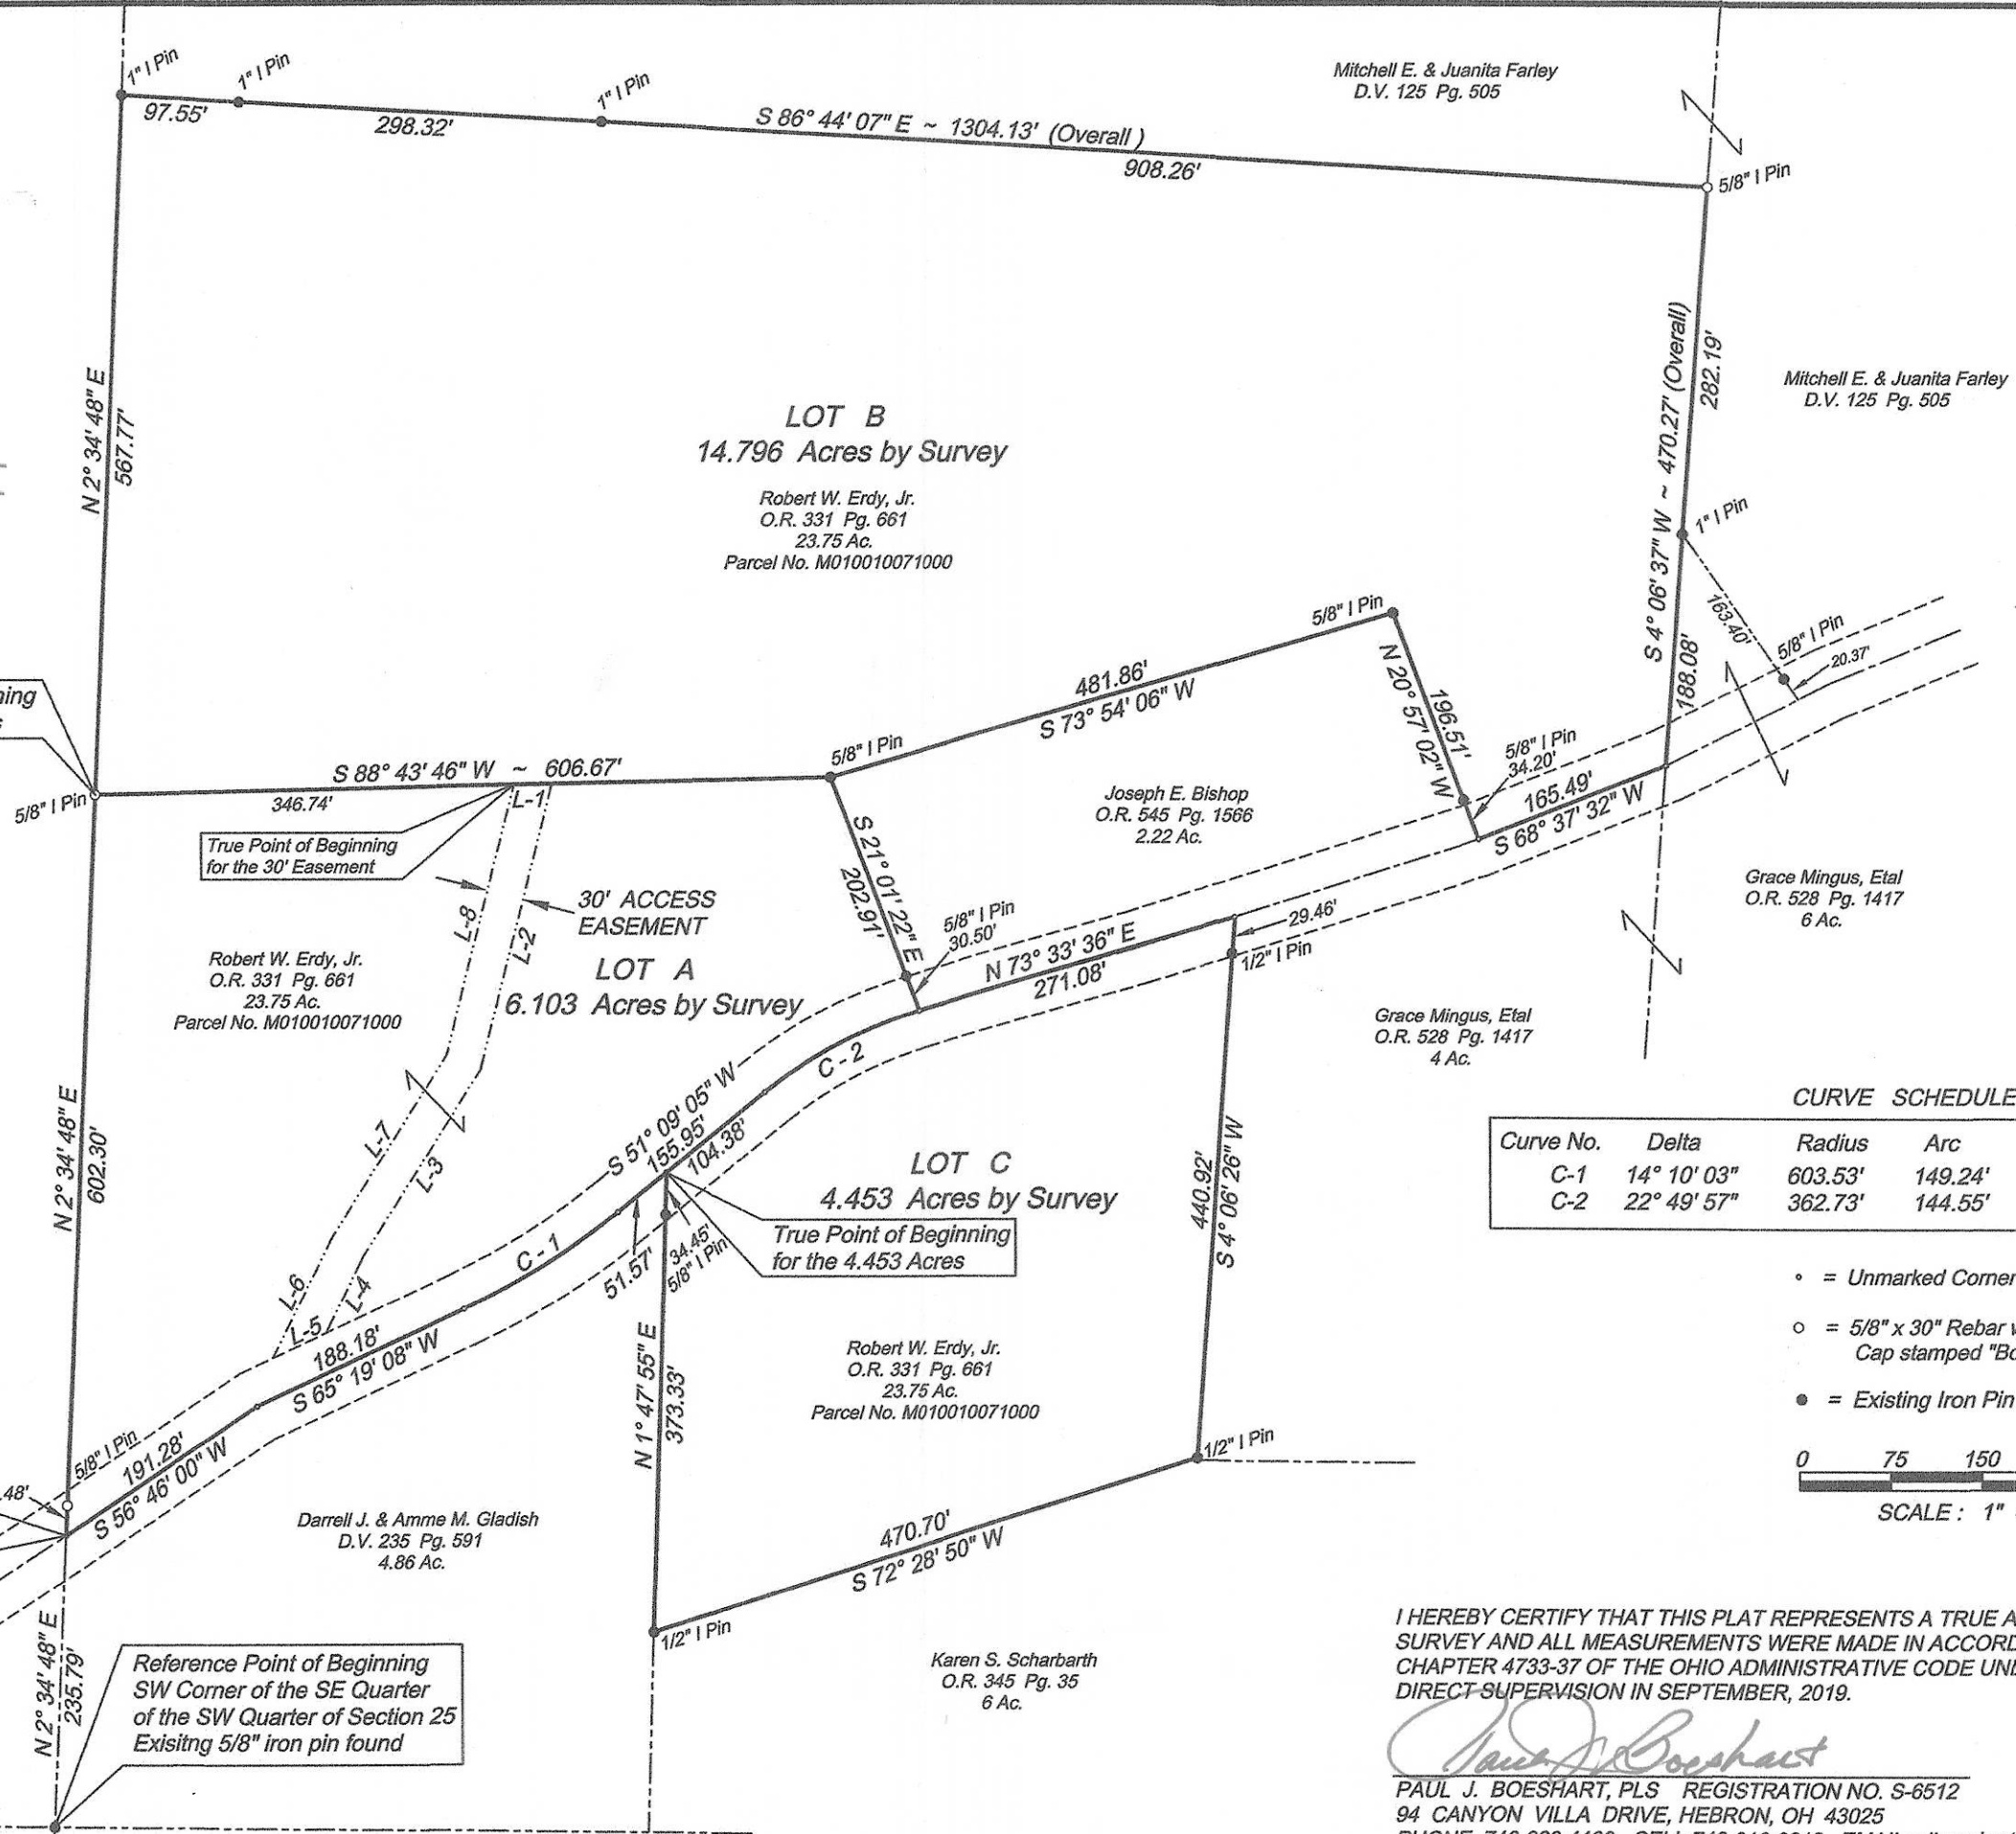 1" I Pin
1" I Pin
1" I Pin
97.55'
298.32'
S 86° 44' 07" E ~ 1304.13' (Overall )
908.26'
Mitchell E. & Juanita Farley
D.V. 125 Pg. 505
5/8" I Pin
N 2° 34' 48" E
567.77'
LOT B
14.796 Acres by Survey
Robert W. Erdy, Jr.
O.R. 331 Pg. 661
23.75 Ac.
Parcel No. M010010071000
S 4° 06' 37" W ~ 470.27' (Overall)
282.19'
Mitchell E. & Juanita Farley
D.V. 125 Pg. 505
1" I Pin
163.40'
5/8" I Pin
20.37'
188.08'
5/8" I Pin
481.86'
S 73° 54' 06" W
N 20° 57' 02" W
196.51'
5/8" I Pin
34.20'
165.49'
S 68° 37' 32" W
5/8" I Pin
S 88° 43' 46" W ~ 606.67'
346.74'
L-1
5/8" I Pin
True Point of Beginning
for the 30' Easement
Joseph E. Bishop
O.R. 545 Pg. 1566
2.22 Ac.
S 21° 01' 22" E
202.91'
5/8" I Pin
30.50'
30' ACCESS
EASEMENT
L-8
L-2
LOT A
6.103 Acres by Survey
Robert W. Erdy, Jr.
O.R. 331 Pg. 661
23.75 Ac.
Parcel No. M010010071000
N 73° 33' 36" E
271.08'
29.46'
1/2" I Pin
Grace Mingus, Etal
O.R. 528 Pg. 1417
6 Ac.
Grace Mingus, Etal
O.R. 528 Pg. 1417
4 Ac.
C - 2
S 51° 09' 05" W
155.95'
104.38'
L-7
L-3
N 2° 34' 48" E
602.30'
LOT C
4.453 Acres by Survey
True Point of Beginning
for the 4.453 Acres
440.92'
S 4° 06' 26" W
C - 1
51.57'
34.45'
5/8" I Pin
L-6
L-4
L-5
188.18'
S 65° 19' 08" W
N 1° 47' 55" E
373.33'
Robert W. Erdy, Jr.
O.R. 331 Pg. 661
23.75 Ac.
Parcel No. M010010071000
CURVE SCHEDULE
Curve No. Delta Radius Arc
C-1 14° 10' 03" 603.53' 149.24'
C-2 22° 49' 57" 362.73' 144.55'
= Unmarked Corner
= 5/8" x 30" Rebar
Cap stamped
= Existing Iron Pin
0 75 150
SCALE : 1"
5/8" I Pin
191.28'
S 56° 46' 00" W
48'
Darrell J. & Amme M. Gladish
D.V. 235 Pg. 591
4.86 Ac.
1/2" I Pin
470.70'
S 72° 28' 50" W
1/2" I Pin
Karen S. Scharbarth
O.R. 345 Pg. 35
6 Ac.
N 2° 34' 48" E
235.79'
Reference Point of Beginning
SW Corner of the SE Quarter
of the SW Quarter of Section 25
Exisitng 5/8" iron pin found
I HEREBY CERTIFY THAT THIS PLAT REPRESENTS A TRUE
SURVEY AND ALL MEASUREMENTS WERE MADE IN
CHAPTER 4733-37 OF THE OHIO ADMINISTRATIVE CODE
DIRECT SUPERVISION IN SEPTEMBER, 2019.
Paul J. Boeshart
PAUL J. BOESHART, PLS REGISTRATION NO. S-6512
94 CANYON VILLA DRIVE, HEBRON, OH 43025